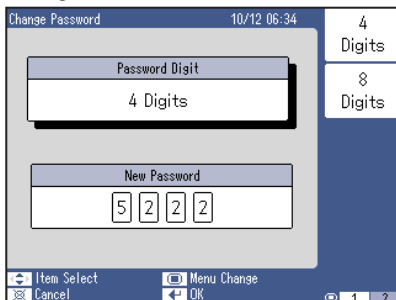 Change Password 10/12 06:34
4
Digits
8
Digits
Password Digit
4 Digits
New Password
5 2 2 2
Item Select Menu Change
Cancel OK 1 2